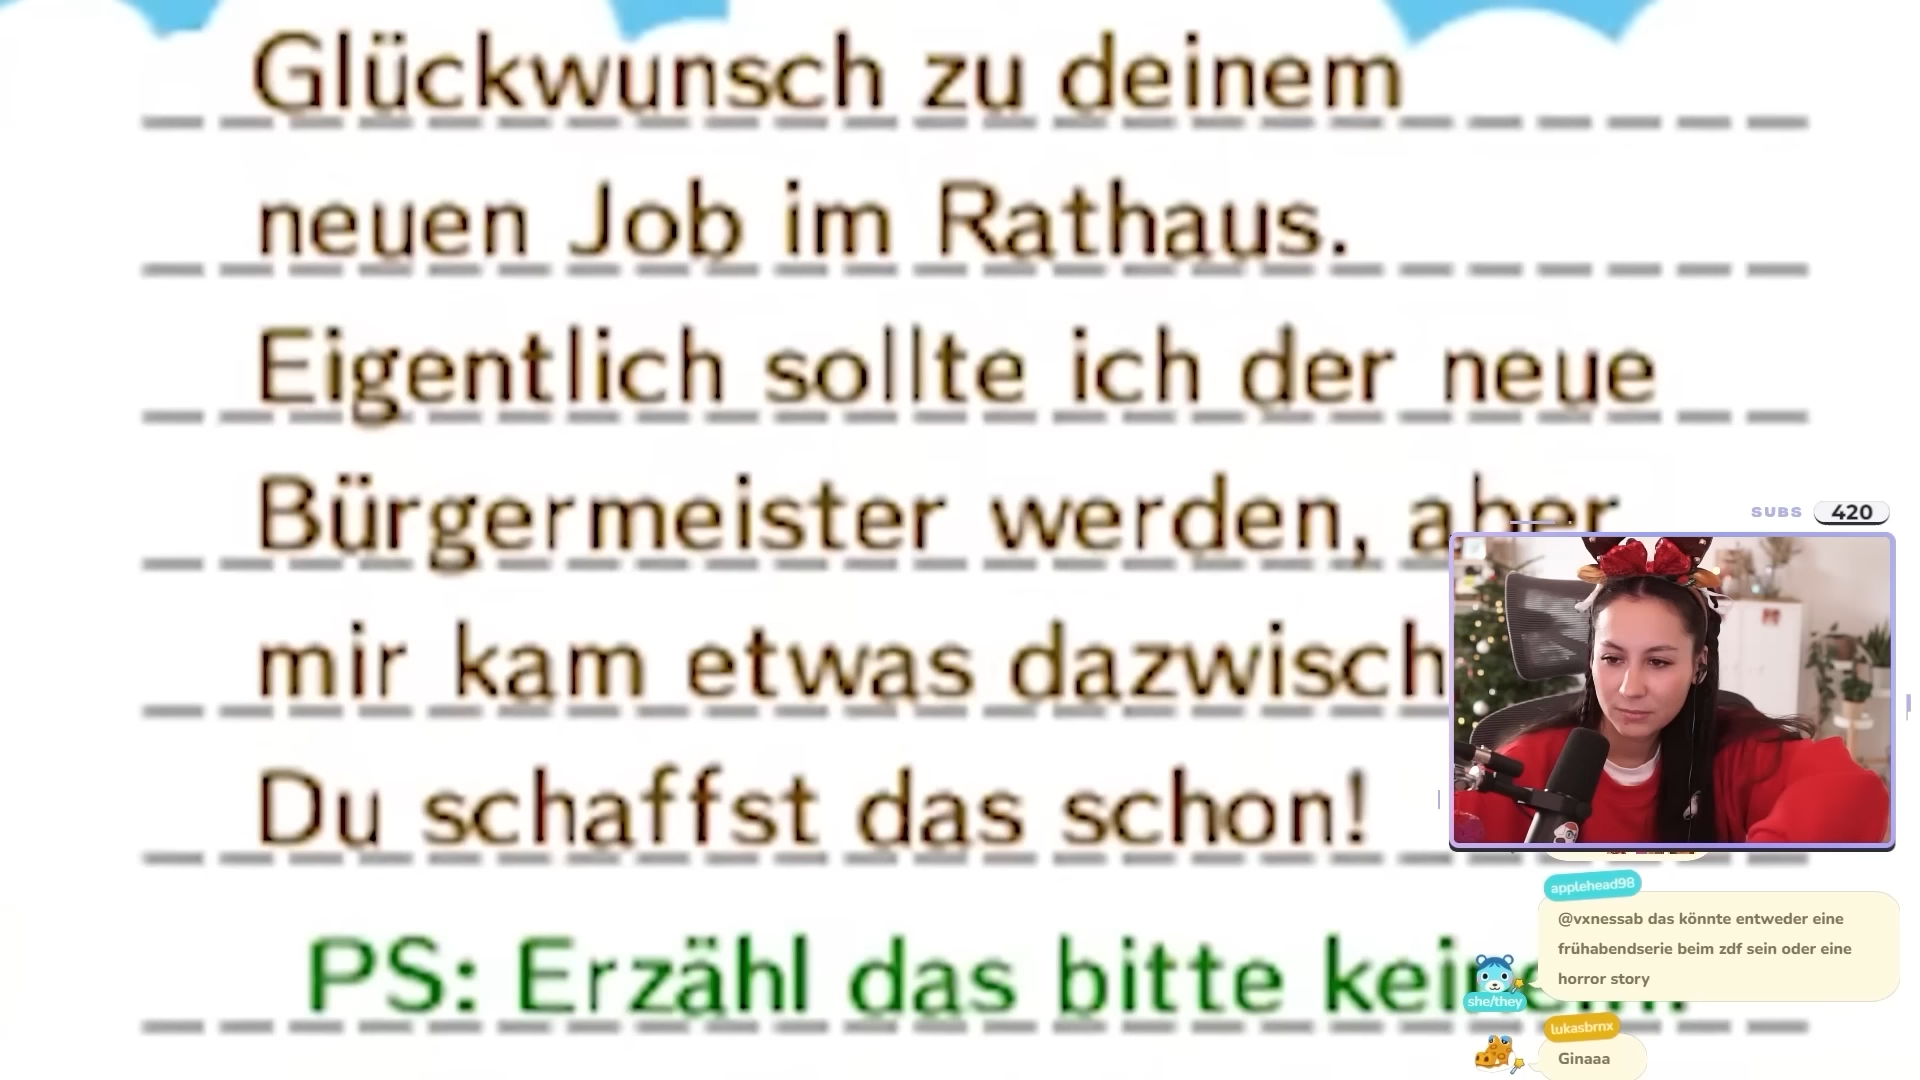 Glückwunsch zu deinem
neuen Job im Rathaus.
Eigentlich sollte ich der neue
Bürgermeister werden, aber
mir kam etwas
Du schaffst das schon!
PS: Erzähl das bitte
SUBS 420
applehead98
@vxnessab das könnte entweder eine
frühabendserie beim zdf sein oder eine
horror story
she/they
lukasbrnx
Ginaaa